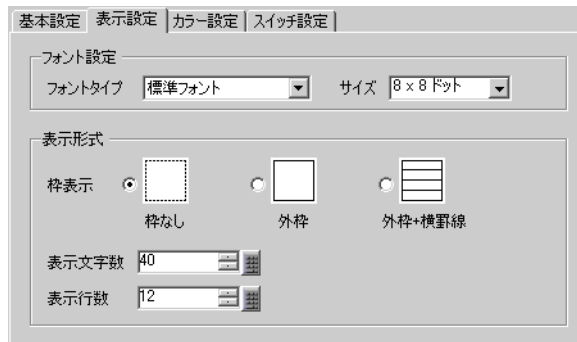 基本設定 表示設定 カラー設定 スイッチ設定
フォント設定
フォントタイプ 標準フォント サイズ 8 x 8 ドット
表示形式
枠表示
枠なし 外枠 外枠+横罫線
表示文字数 40
表示行数 12